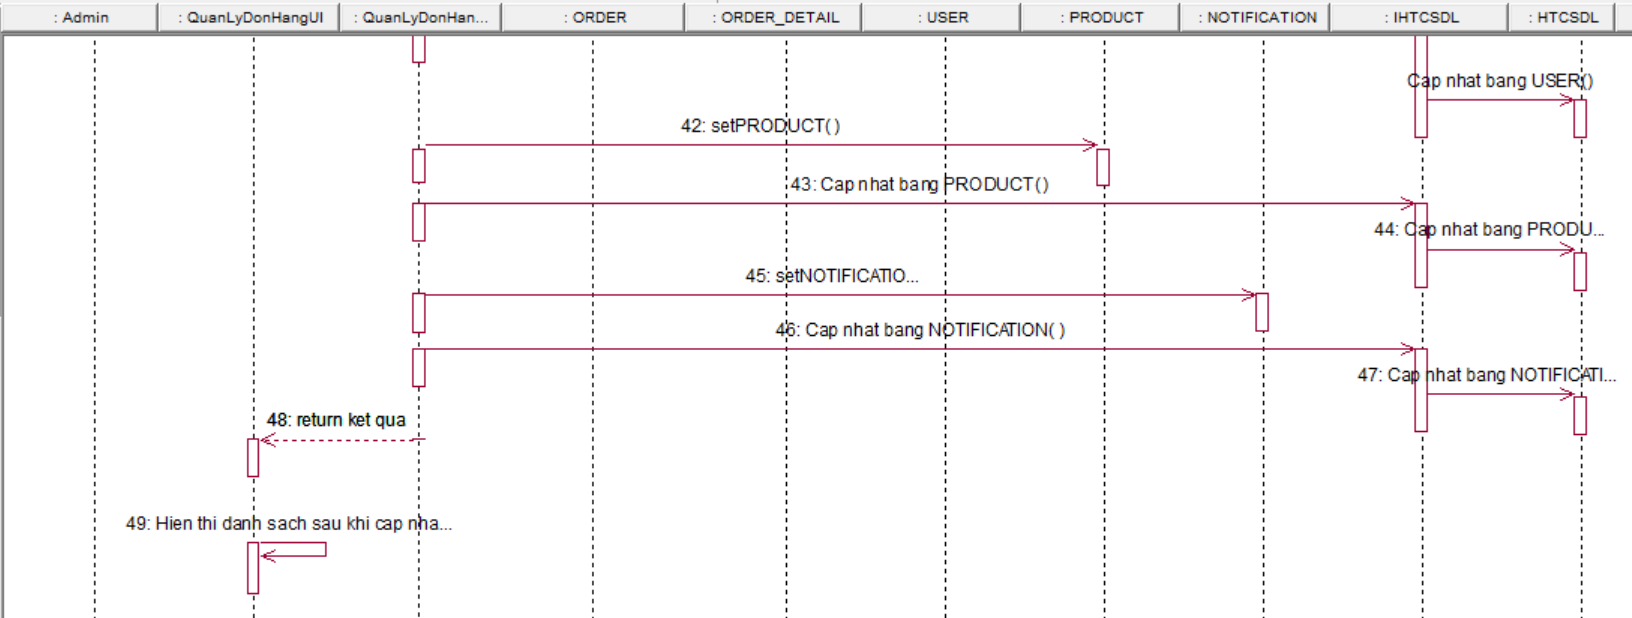 : Admin
: QuanLyDonHangUI
: QuanLyDonHan...
: ORDER
: ORDER_DETAIL
: USER
: PRODUCT
: NOTIFICATION
: IHTCSDL
: HTCSDL
Cap nhat bang USER()
42: setPRODUCT( )
43: Cap nhat bang PRODUCT( )
44: Cap nhat bang PRODU...
45: setNOTIFICATIO...
46: Cap nhat bang NOTIFICATION( )
47: Cap nhat bang NOTIFICATI...
48: return ket qua
49: Hien thi danh sach sau khi cap nha...